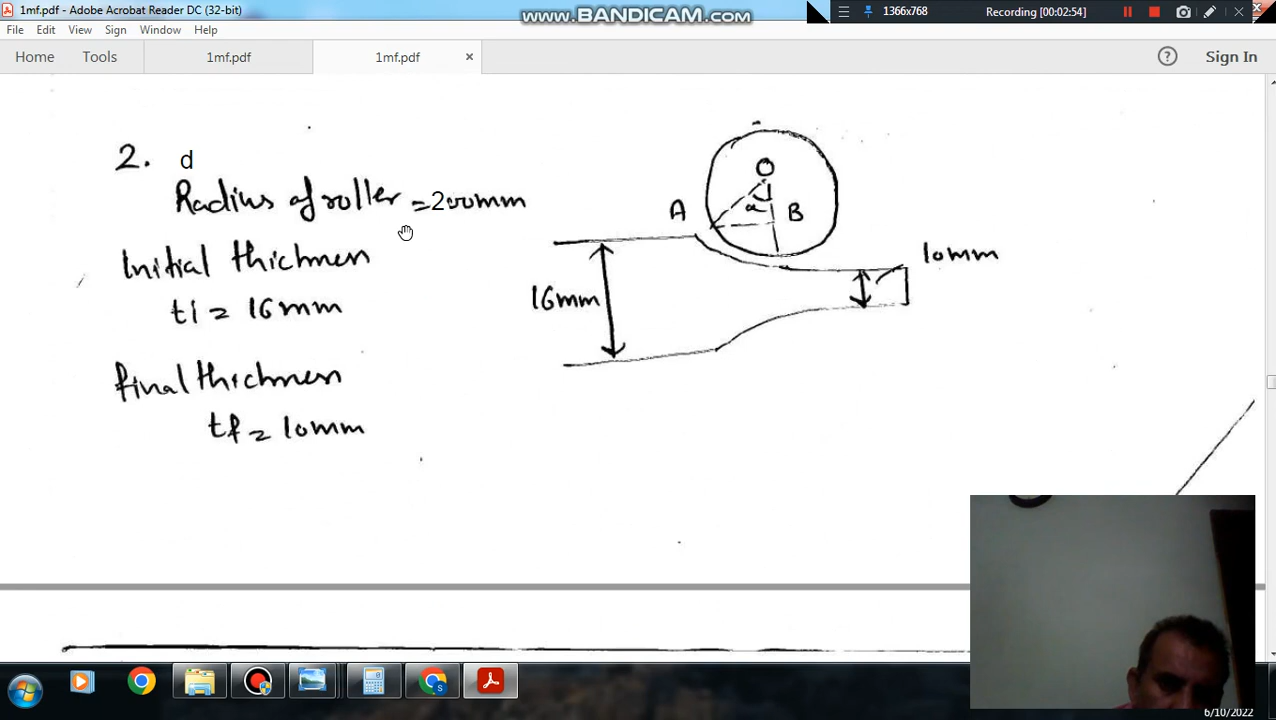 1mf.pdf - Adobe Acrobat Reader DC (32-bit)
www.BANDICAM.com
1366x768
Recording [00:02:54]
File Edit View Sign Window Help
Home Tools 1mf.pdf 1mf.pdf × ? Sign In
2. d
Radius of roller = 200mm
Initial thichnen
ti = 16mm
final thichnen
tf = 10mm
O
α
A
B
16mm
10mm
6/10/2022